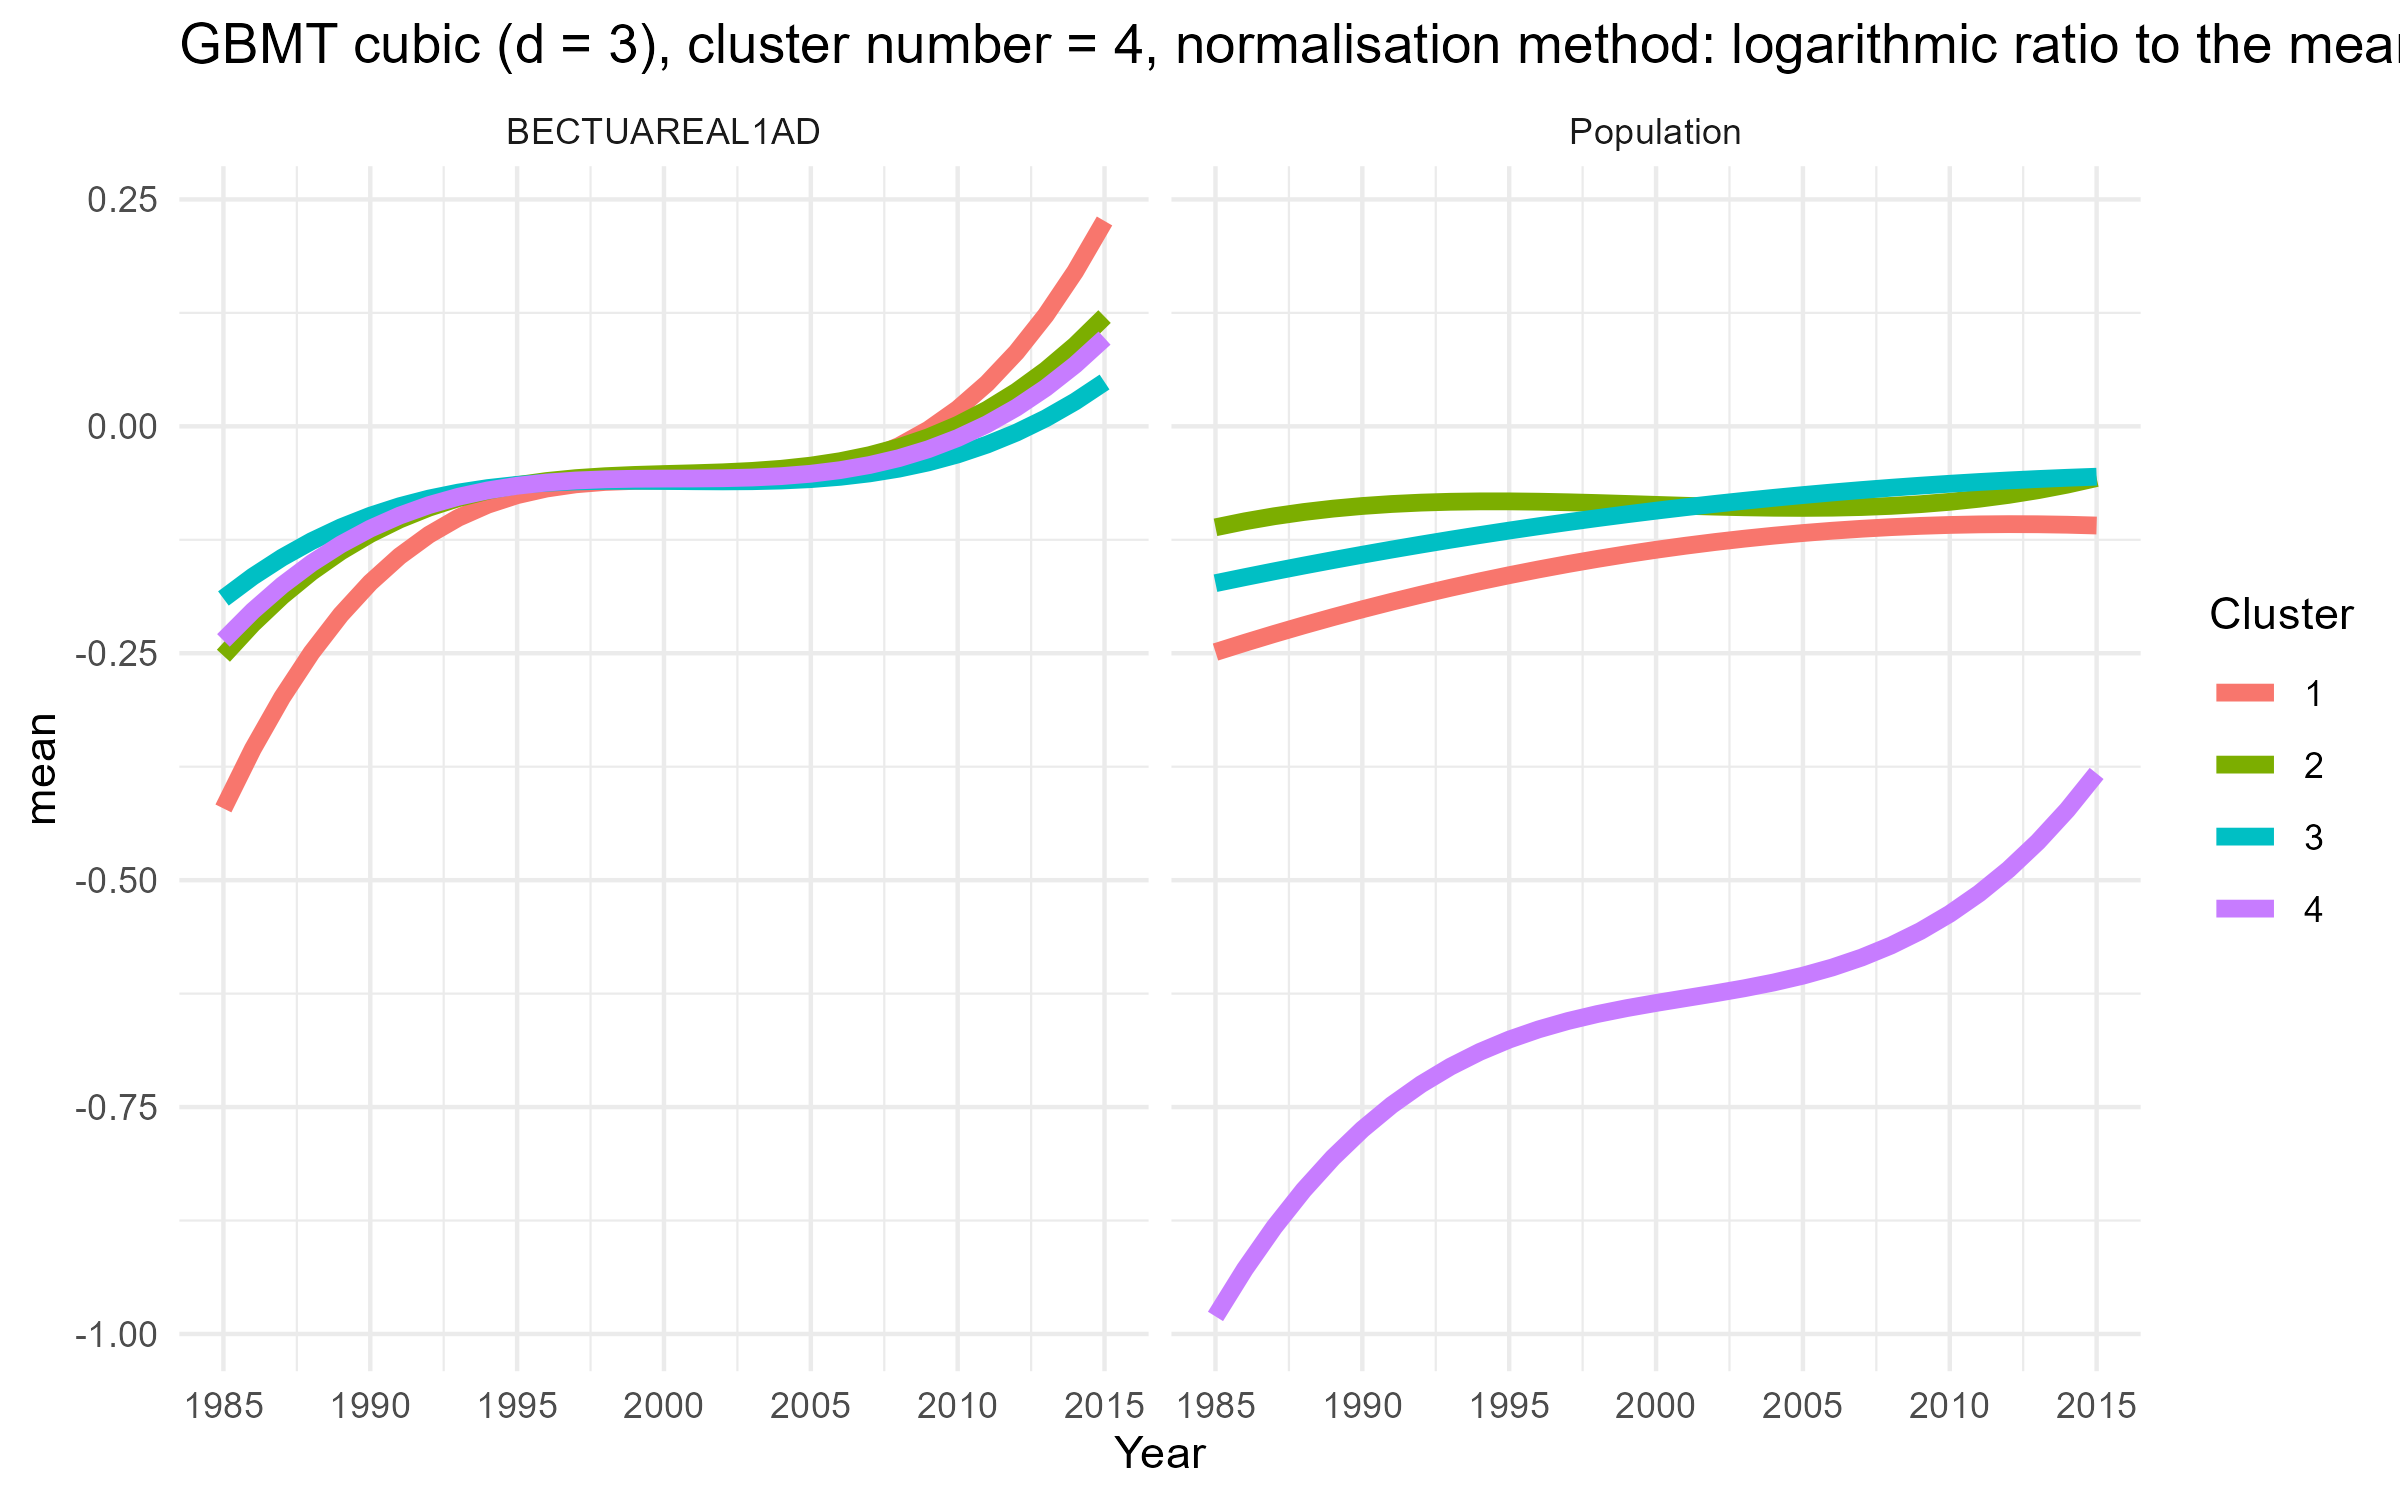 GBMT cubic (d = 3), cluster number = 4, normalisation method: logarithmic ratio to the mean
BECTUAREAL1AD
Population
0.25
0.00
-0.25
-0.50
-0.75
-1.00
mean
1985 1990 1995 2000 2005 2010 2015
1985 1990 1995 2000 2005 2010 2015
Year
Cluster
1
2
3
4